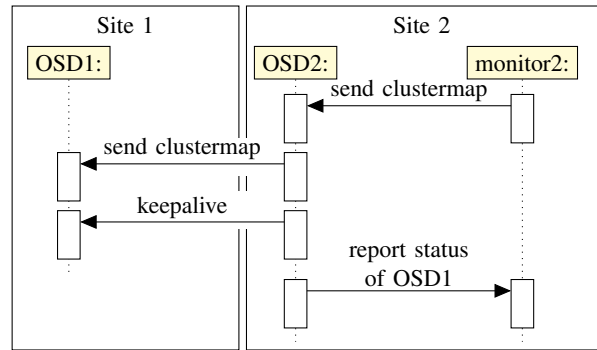 Site 1
Site 2
OSD1:
OSD2:
monitor2:
send clustermap
send clustermap
keepalive
report status
of OSD1